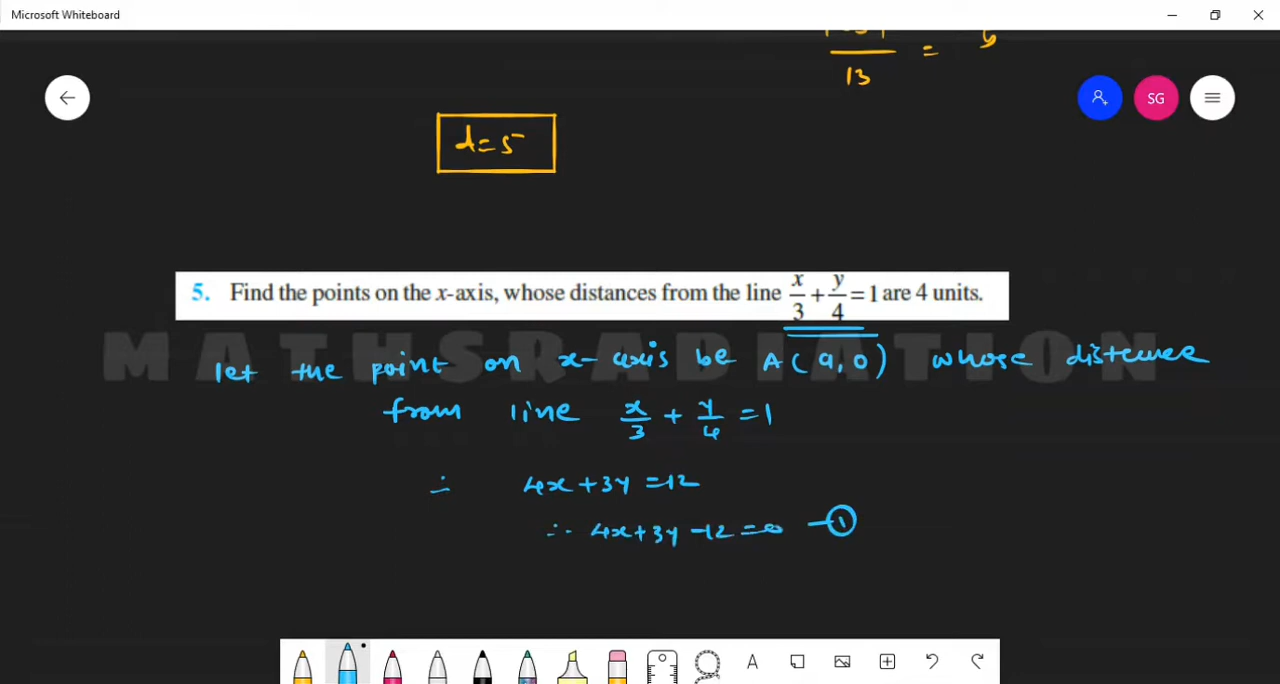 Microsoft Whiteboard
13 =
SG
d=5
5. Find the points on the x-axis, whose distances from the line x/3 + y/4 = 1 are 4 units.
MATHSRADIATION
let the point on x-axis be A(a,0) whose distance
from line x/3 + y/4 = 1
∴ 4x+3y=12
∴ 4x+3y-12=0 -①
A